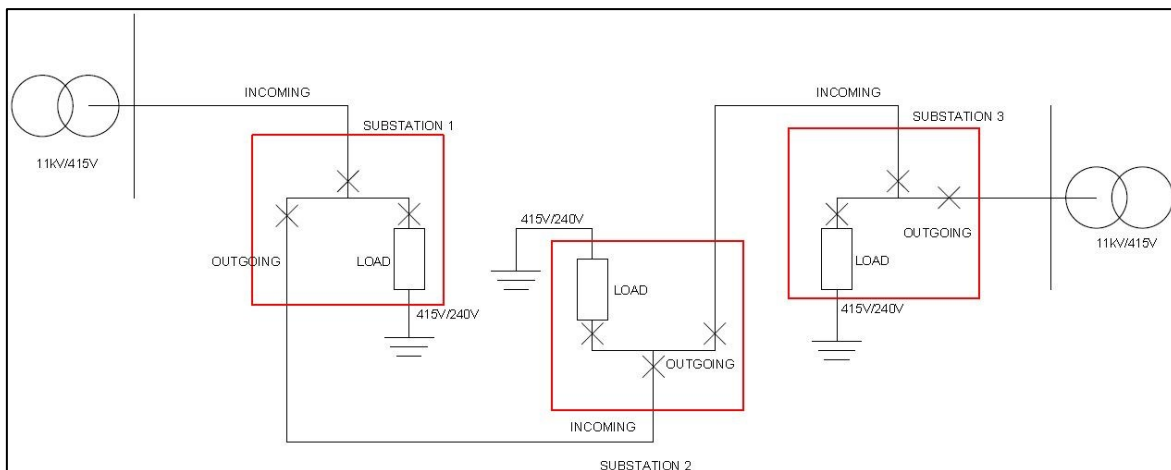 INCOMING
SUBSTATION 1
11kV/415V
OUTGOING
LOAD
415V/240V
415V/240V
LOAD
OUTGOING
INCOMING
SUBSTATION 2
INCOMING
SUBSTATION 3
OUTGOING
LOAD
415V/240V
11kV/415V